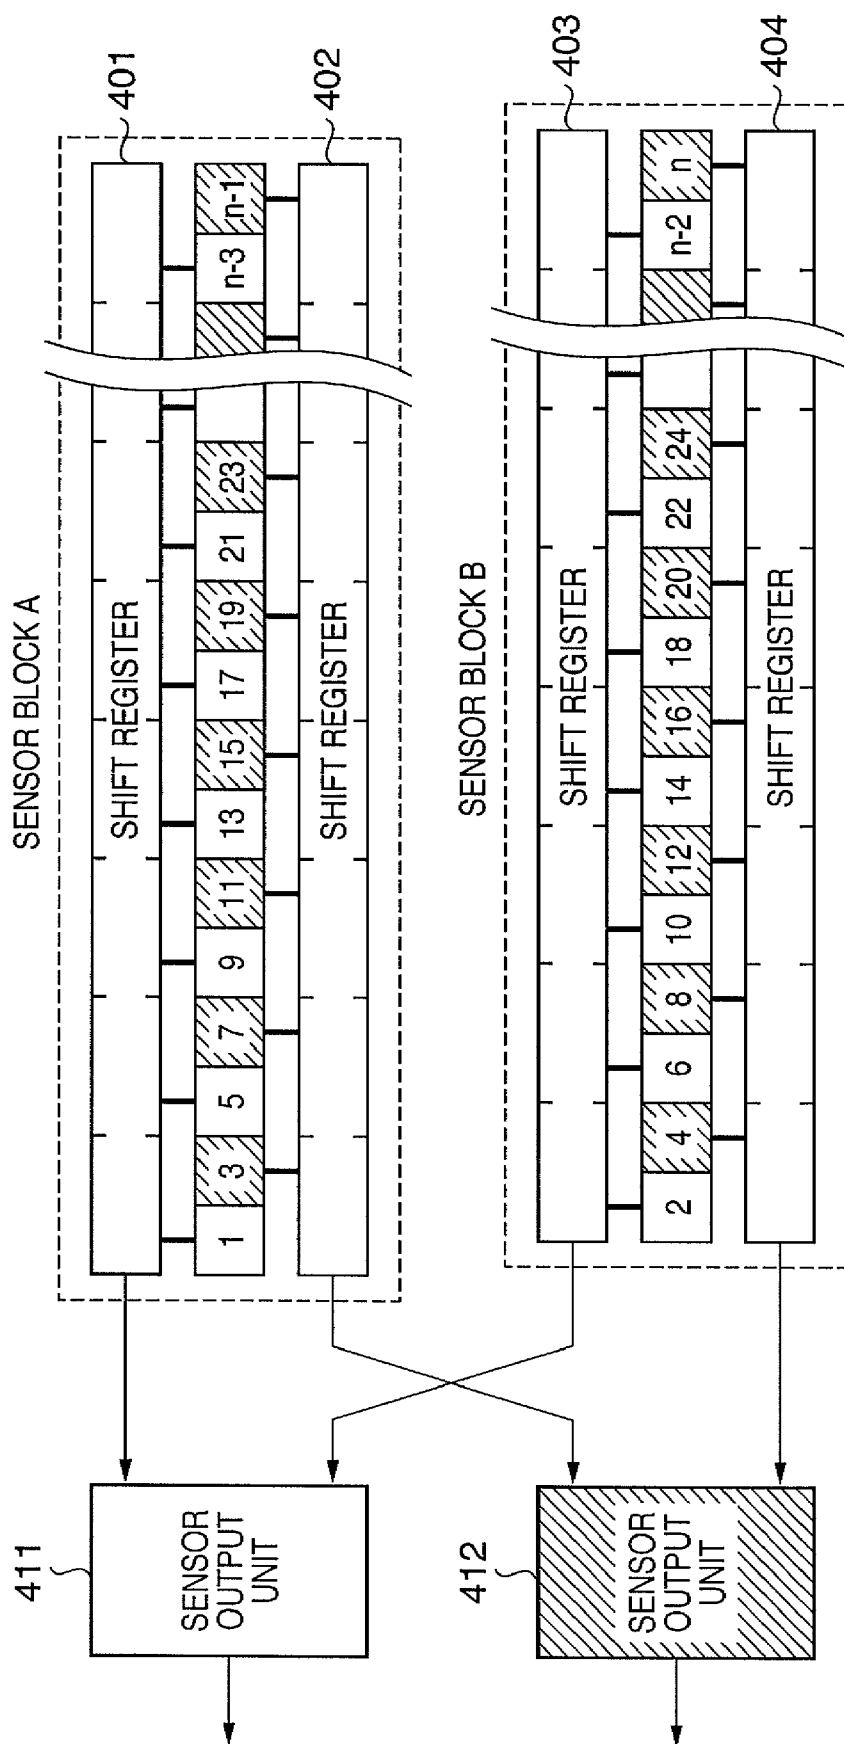 SENSOR BLOCK A
401
SHIFT REGISTER
1 3 5 7 9 11 13 15 17 19 21 23 n-3 n-1
SHIFT REGISTER
402
SENSOR BLOCK B
403
SHIFT REGISTER
2 4 6 8 10 12 14 16 18 20 22 24 n-2 n
SHIFT REGISTER
404
411
SENSOR
OUTPUT
UNIT
412
SENSOR
OUTPUT
UNIT